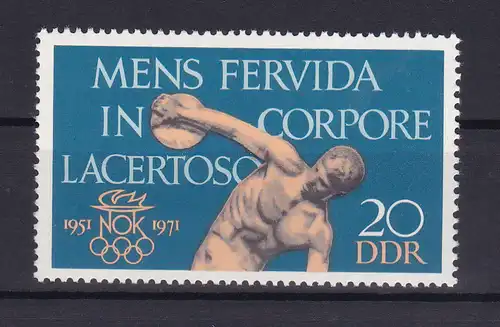 MENS FERVIDA
IN CORPORE
LACERTOSO
1951 NOK 1971
20
DDR